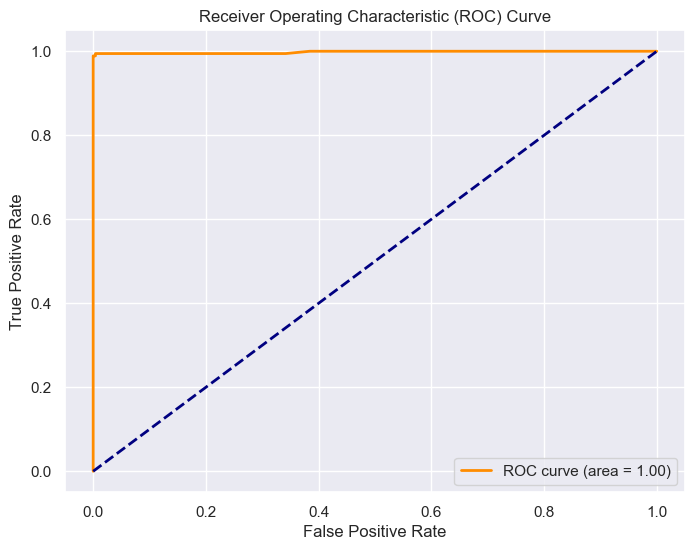 Receiver Operating Characteristic (ROC) Curve
True Positive Rate
1.0
0.8
0.6
0.4
0.2
0.0
0.0 0.2 0.4 0.6 0.8 1.0
False Positive Rate
ROC curve (area = 1.00)